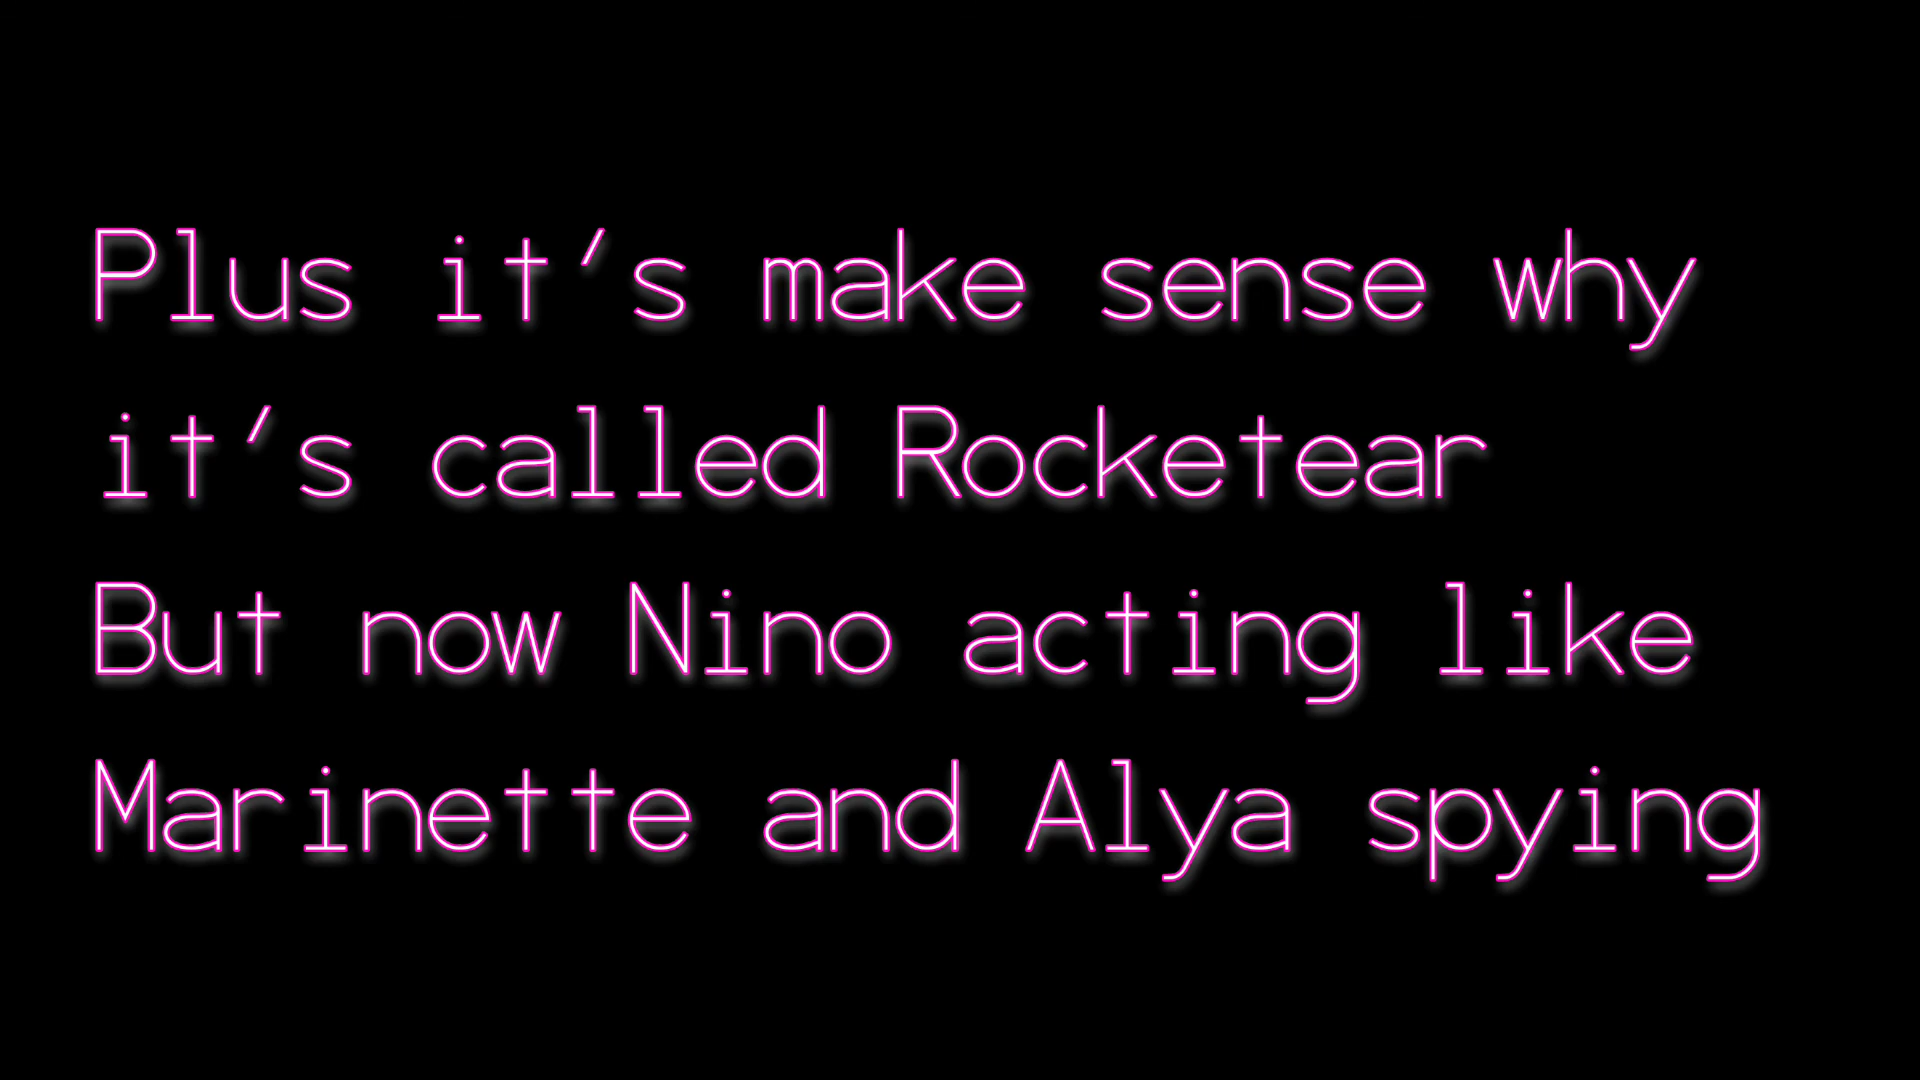 Plus it's make sense why
it's called Rocketear
But now Nino acting like
Marinette and Alya spying